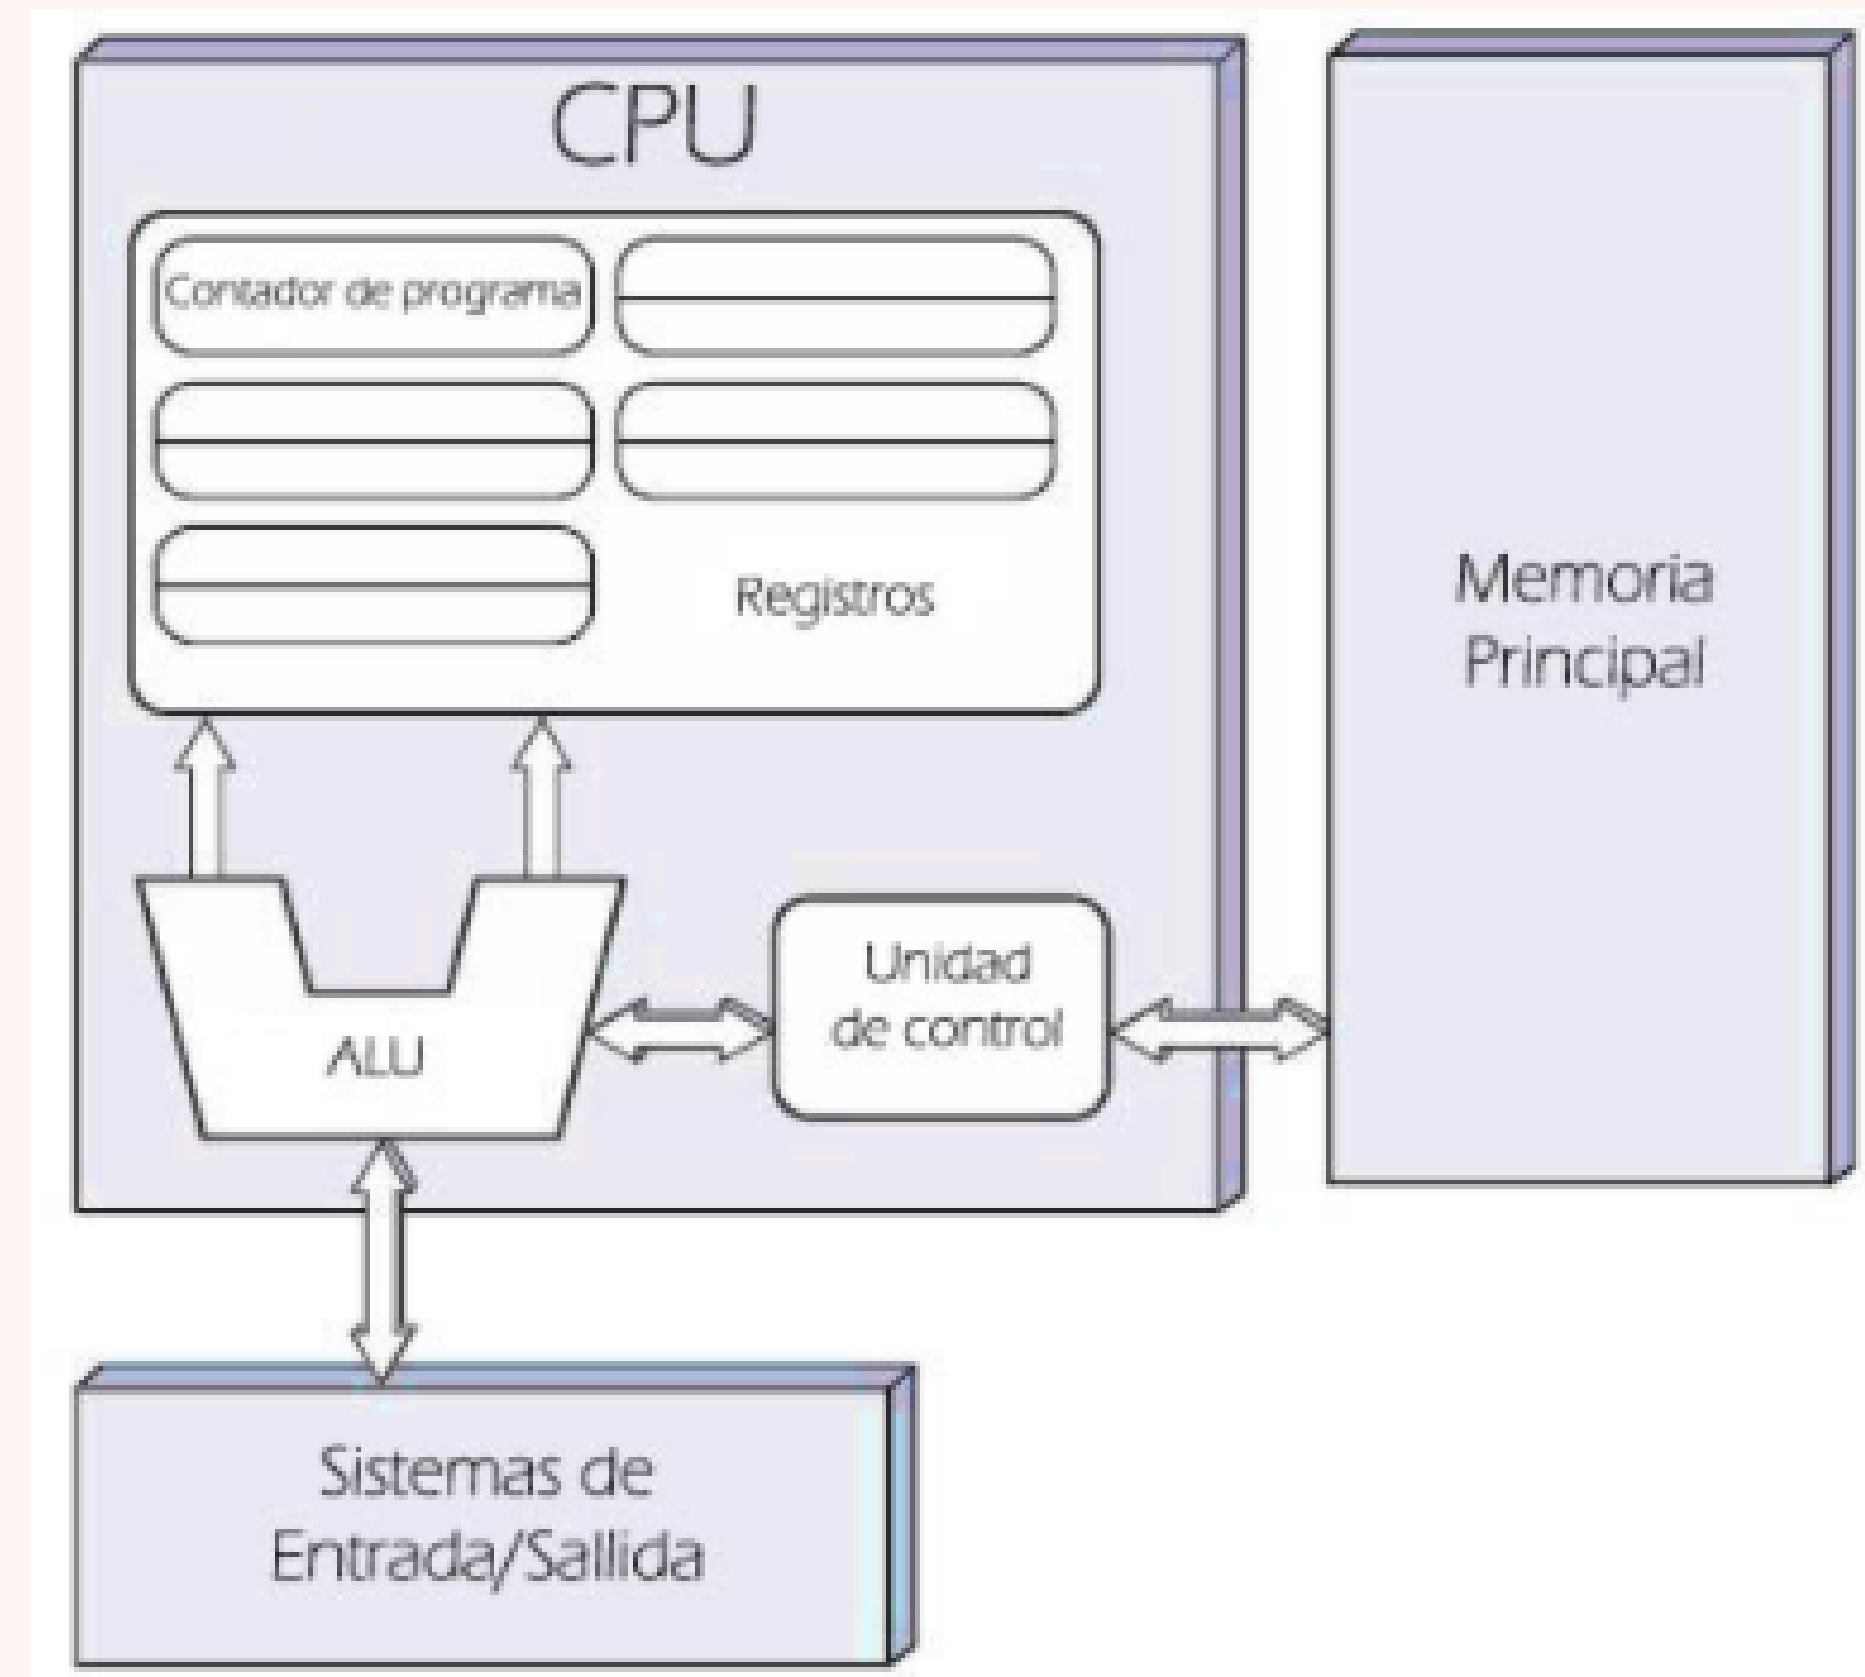 CPU
Contador de programa
Registros
Memoria
Principal
Unidad
de control
ALU
Sistemas de
Entrada/Sallida